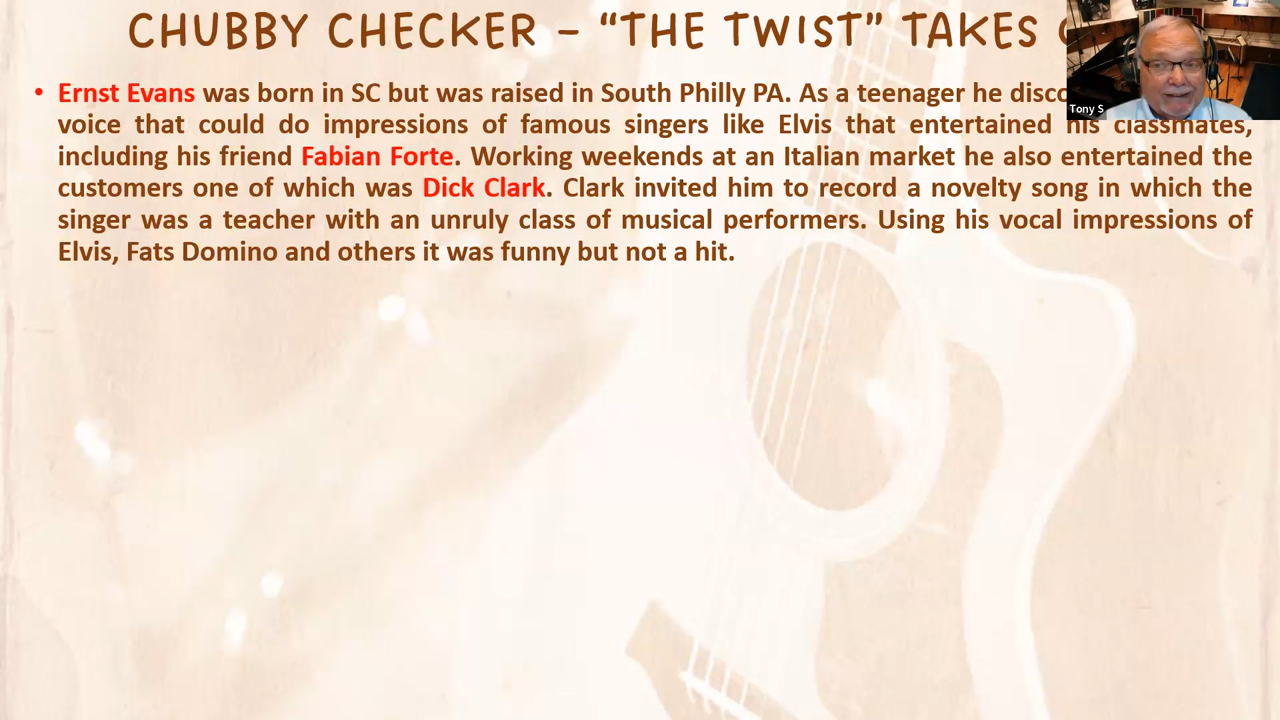 CHUBBY CHECKER – “THE TWIST” TAKES
Tony S
• Ernst Evans was born in SC but was raised in South Philly PA. As a teenager he
voice that could do impressions of famous singers like Elvis that entertained his classmates,
including his friend Fabian Forte. Working weekends at an Italian market he also entertained the
customers one of which was Dick Clark. Clark invited him to record a novelty song in which the
singer was a teacher with an unruly class of musical performers. Using his vocal impressions of
Elvis, Fats Domino and others it was funny but not a hit.